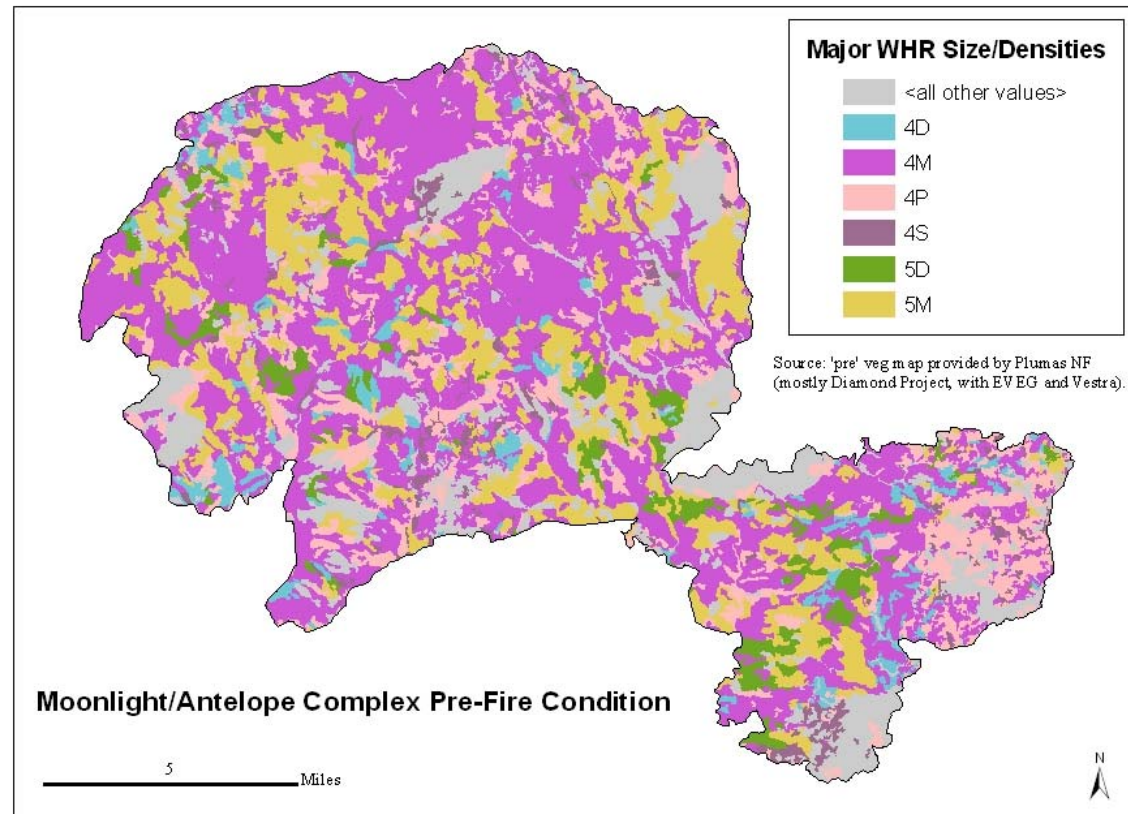 Major WHR Size/Densities
<all other values>
4D
4M
4P
4S
5D
5M
Source: 'pre' veg map provided by Plumas NF
(mostly Diamond Project, with EVEG and Vestra).
Moonlight/Antelope Complex Pre-Fire Condition
5
Miles
N